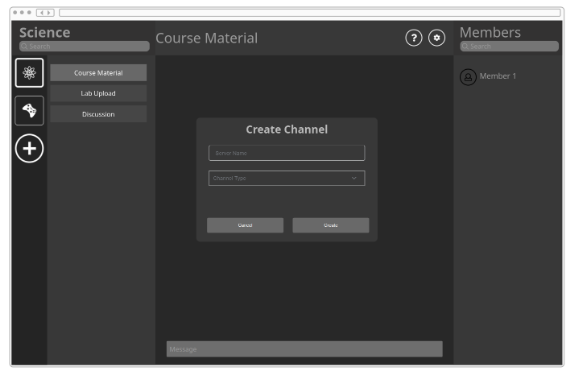 Science
Search
Course Material
Lab Upload
Discussion
Course Material
?
Create Channel
Server Name
Channel Type
Cancel
Create
Message
Members
Search
Member 1